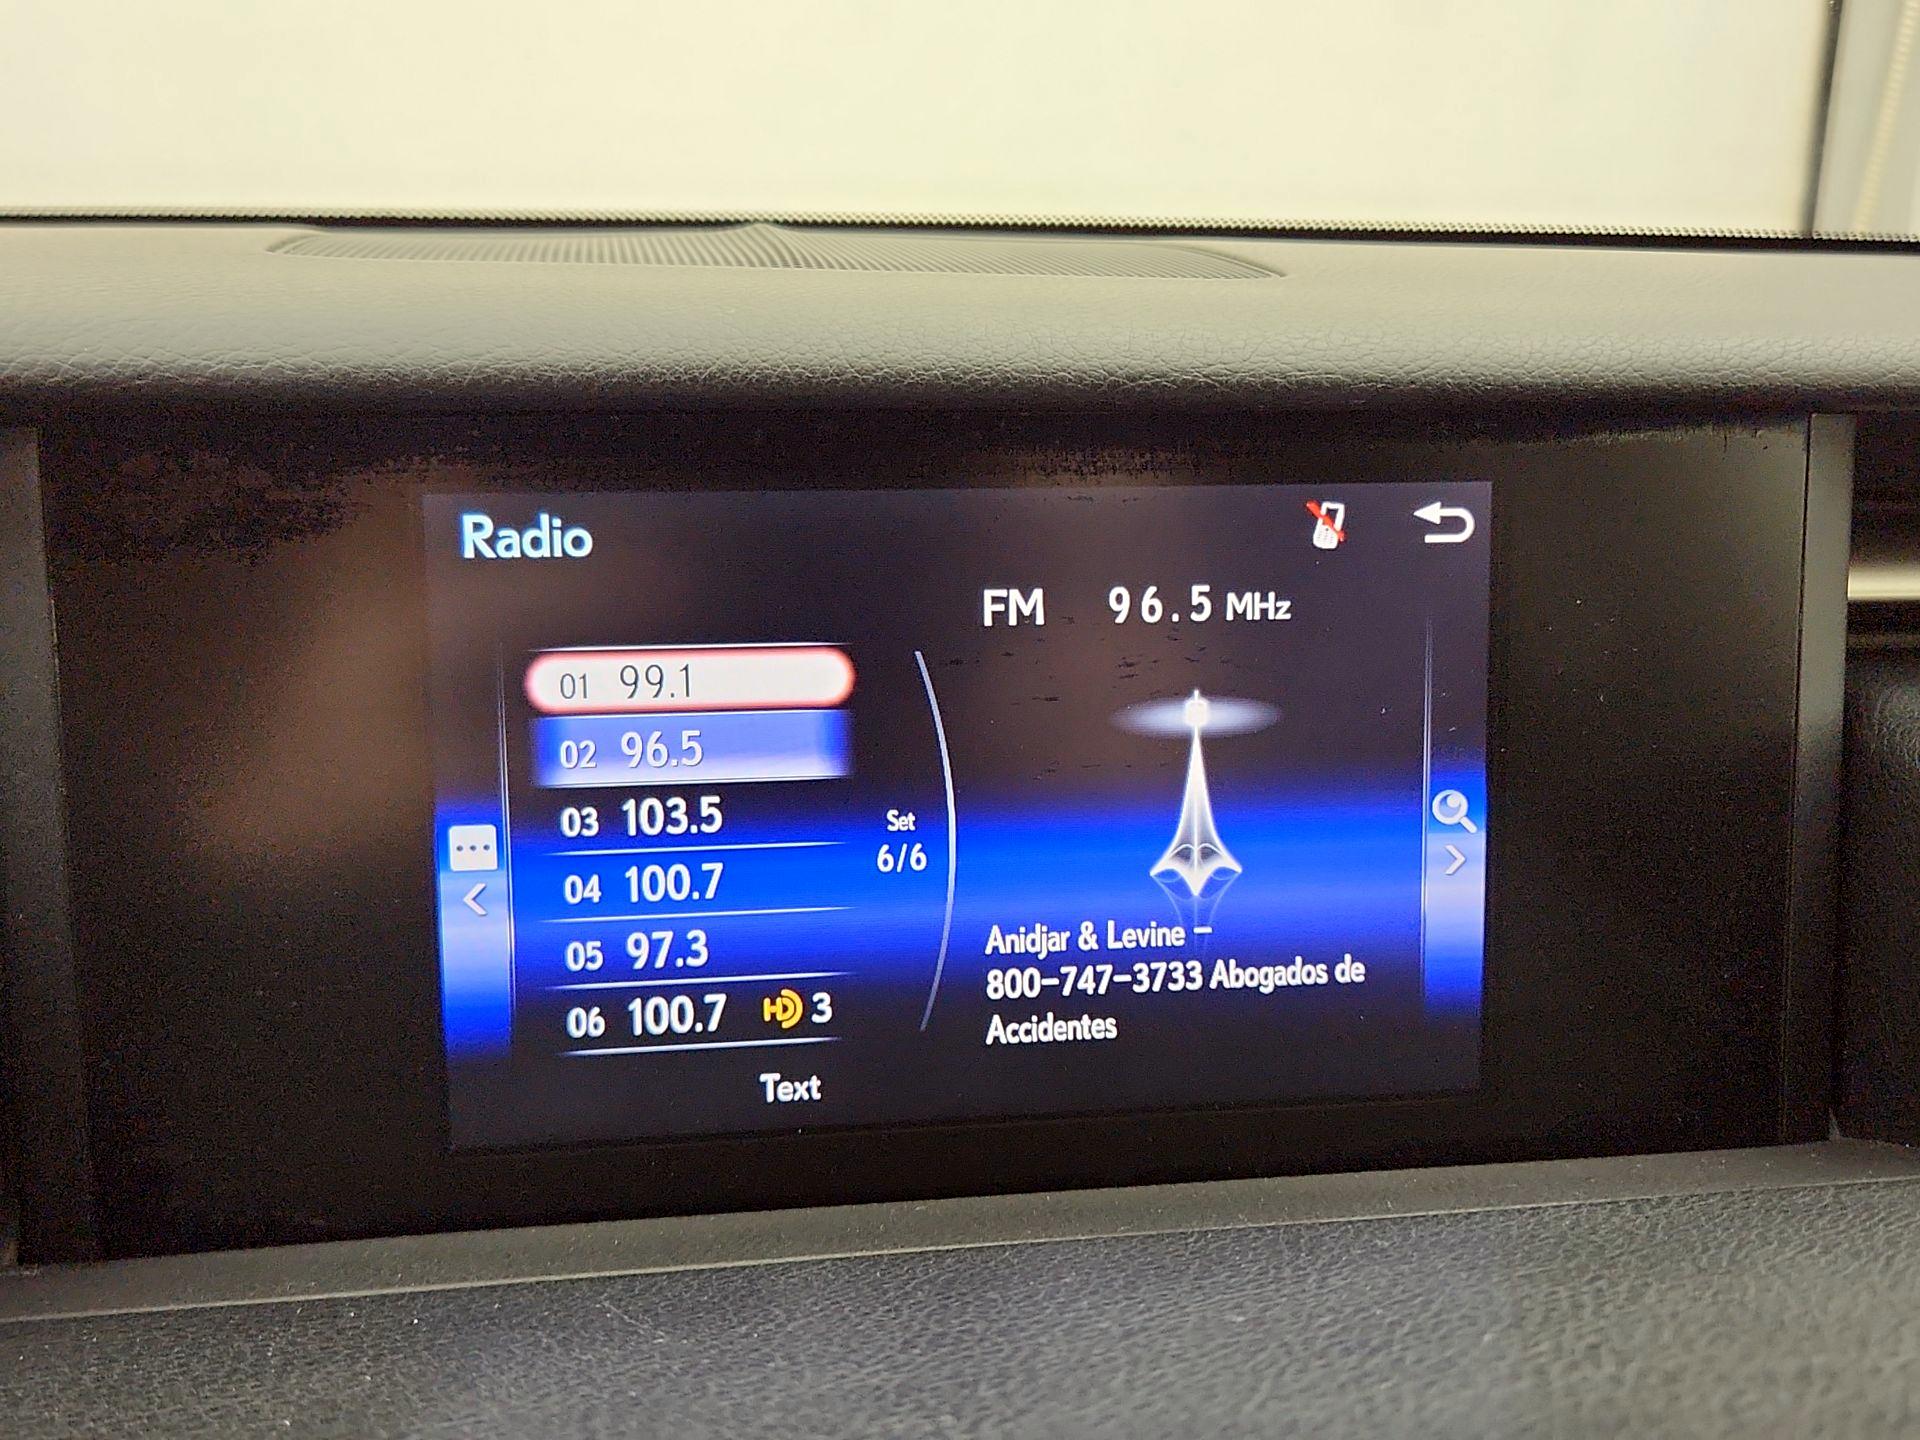 Radio
FM 96.5 MHz
01 99.1
02 96.5
03 103.5
04 100.7
05 97.3
06 100.7 HD 3
Set
6/6
Anidjar & Levine -
800-747-3733 Abogados de
Accidentes
Text